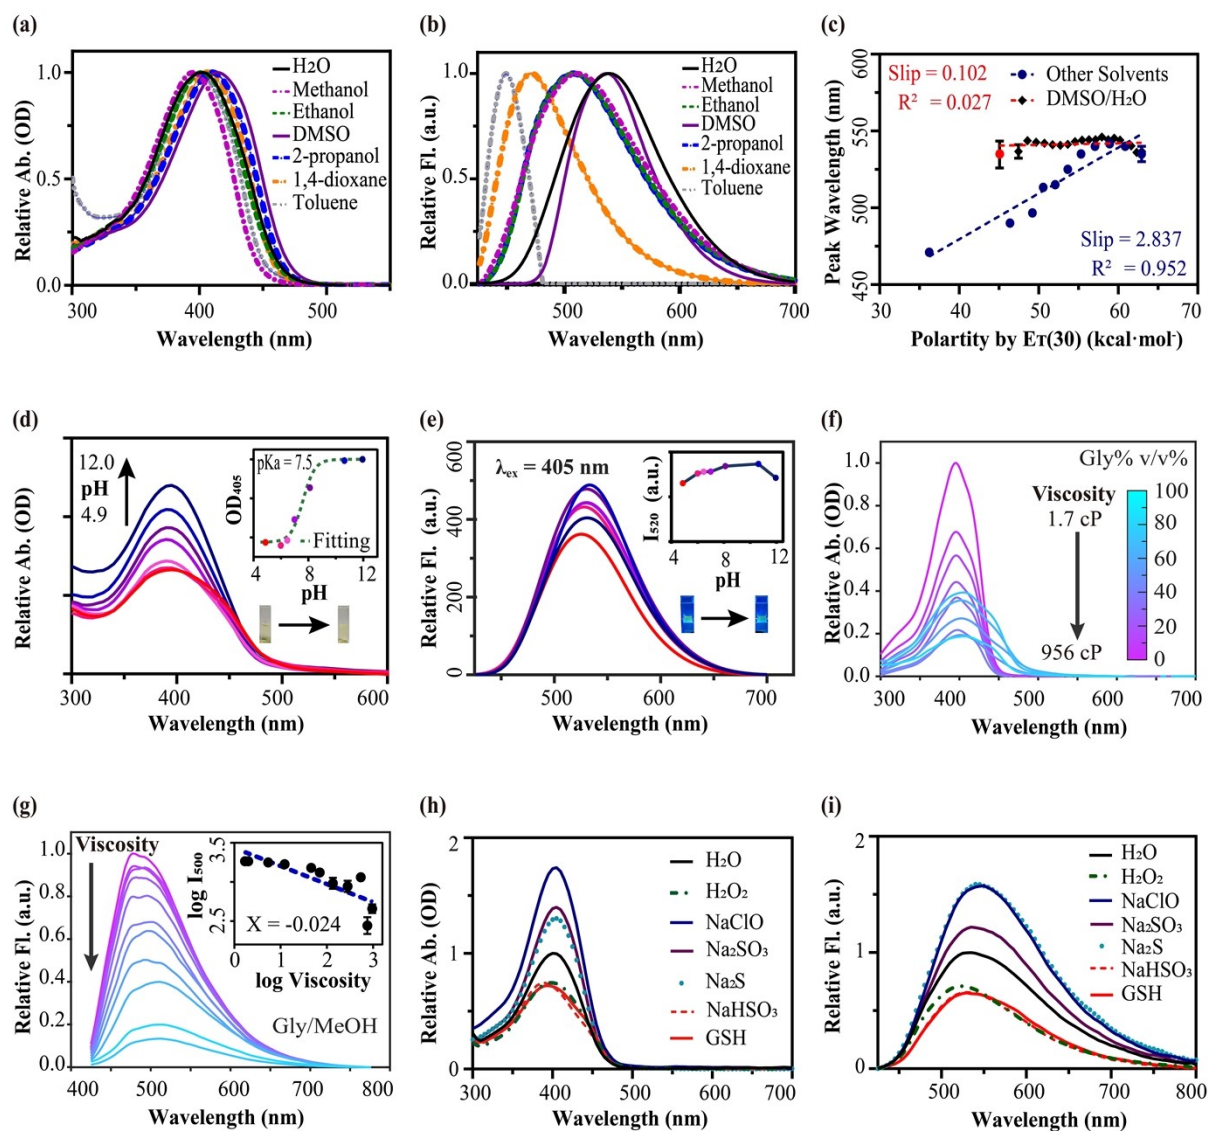 (a)
Relative Ab. (OD)
1.0
0.5
0.0
300
400
500
Wavelength (nm)
H2O
Methanol
Ethanol
DMSO
2-propanol
1,4-dioxane
Toluene
(b)
Relative Fl. (a.u.)
1.0
0.5
0.0
500
600
700
Wavelength (nm)
H2O
Methanol
Ethanol
DMSO
2-propanol
1,4-dioxane
Toluene
(c)
Peak Wavelength (nm)
600
550
500
450
30
40
50
60
70
Polartity by ET(30) (kcal·mol-)
Slip = 0.102
R² = 0.027
Other Solvents
DMSO/H2O
Slip = 2.837
R² = 0.952
(d)
Relative Ab. (OD)
12.0
pH
4.9
300
400
500
600
Wavelength (nm)
pKa = 7.5
OD405
Fitting
4
8
12
pH
(e)
Relative Fl. (a.u.)
600
400
200
0
500
600
700
Wavelength (nm)
λex = 405 nm
I520 (a.u.)
4
8
12
pH
(f)
Relative Ab. (OD)
1.0
0.8
0.6
0.4
0.2
0.0
300
400
500
600
700
Wavelength (nm)
Gly% v/v%
Viscosity
1.7 cP
956 cP
100
80
60
40
20
0
(g)
Relative Fl. (a.u.)
1.0
0.8
0.6
0.4
0.2
0.0
400
500
600
700
800
Wavelength (nm)
Viscosity
log I500
3.5
2.5
X = -0.024
0
1
2
3
log Viscosity
Gly/MeOH
(h)
Relative Ab. (OD)
2
1
0
300
400
500
600
700
Wavelength (nm)
H₂O
H₂O₂
NaClO
Na₂SO₃
Na₂S
NaHSO₃
GSH
(i)
Relative Fl. (a.u.)
2
1
0
500
600
700
800
Wavelength (nm)
H₂O
H₂O₂
NaClO
Na₂SO₃
Na₂S
NaHSO₃
GSH